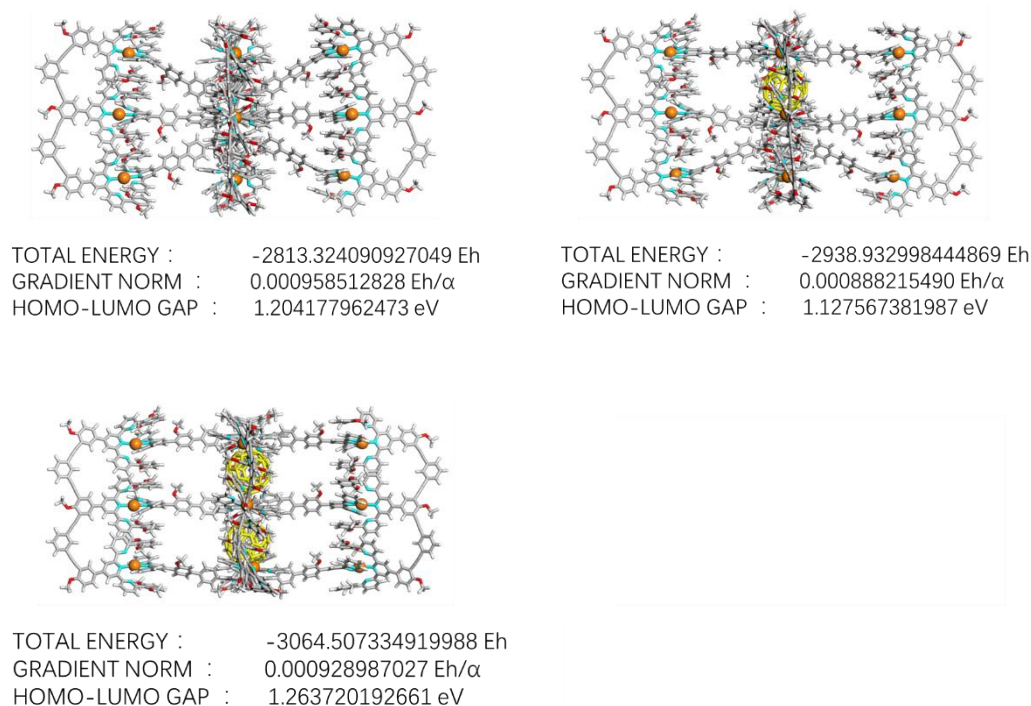 TOTAL ENERGY : -2813.324090927049 Eh
GRADIENT NORM : 0.000958512828 Eh/α
HOMO-LUMO GAP : 1.204177962473 eV
TOTAL ENERGY : -2938.932998444869 Eh
GRADIENT NORM : 0.000888215490 Eh/α
HOMO-LUMO GAP : 1.127567381987 eV
TOTAL ENERGY : -3064.507334919988 Eh
GRADIENT NORM : 0.000928987027 Eh/α
HOMO-LUMO GAP : 1.263720192661 eV